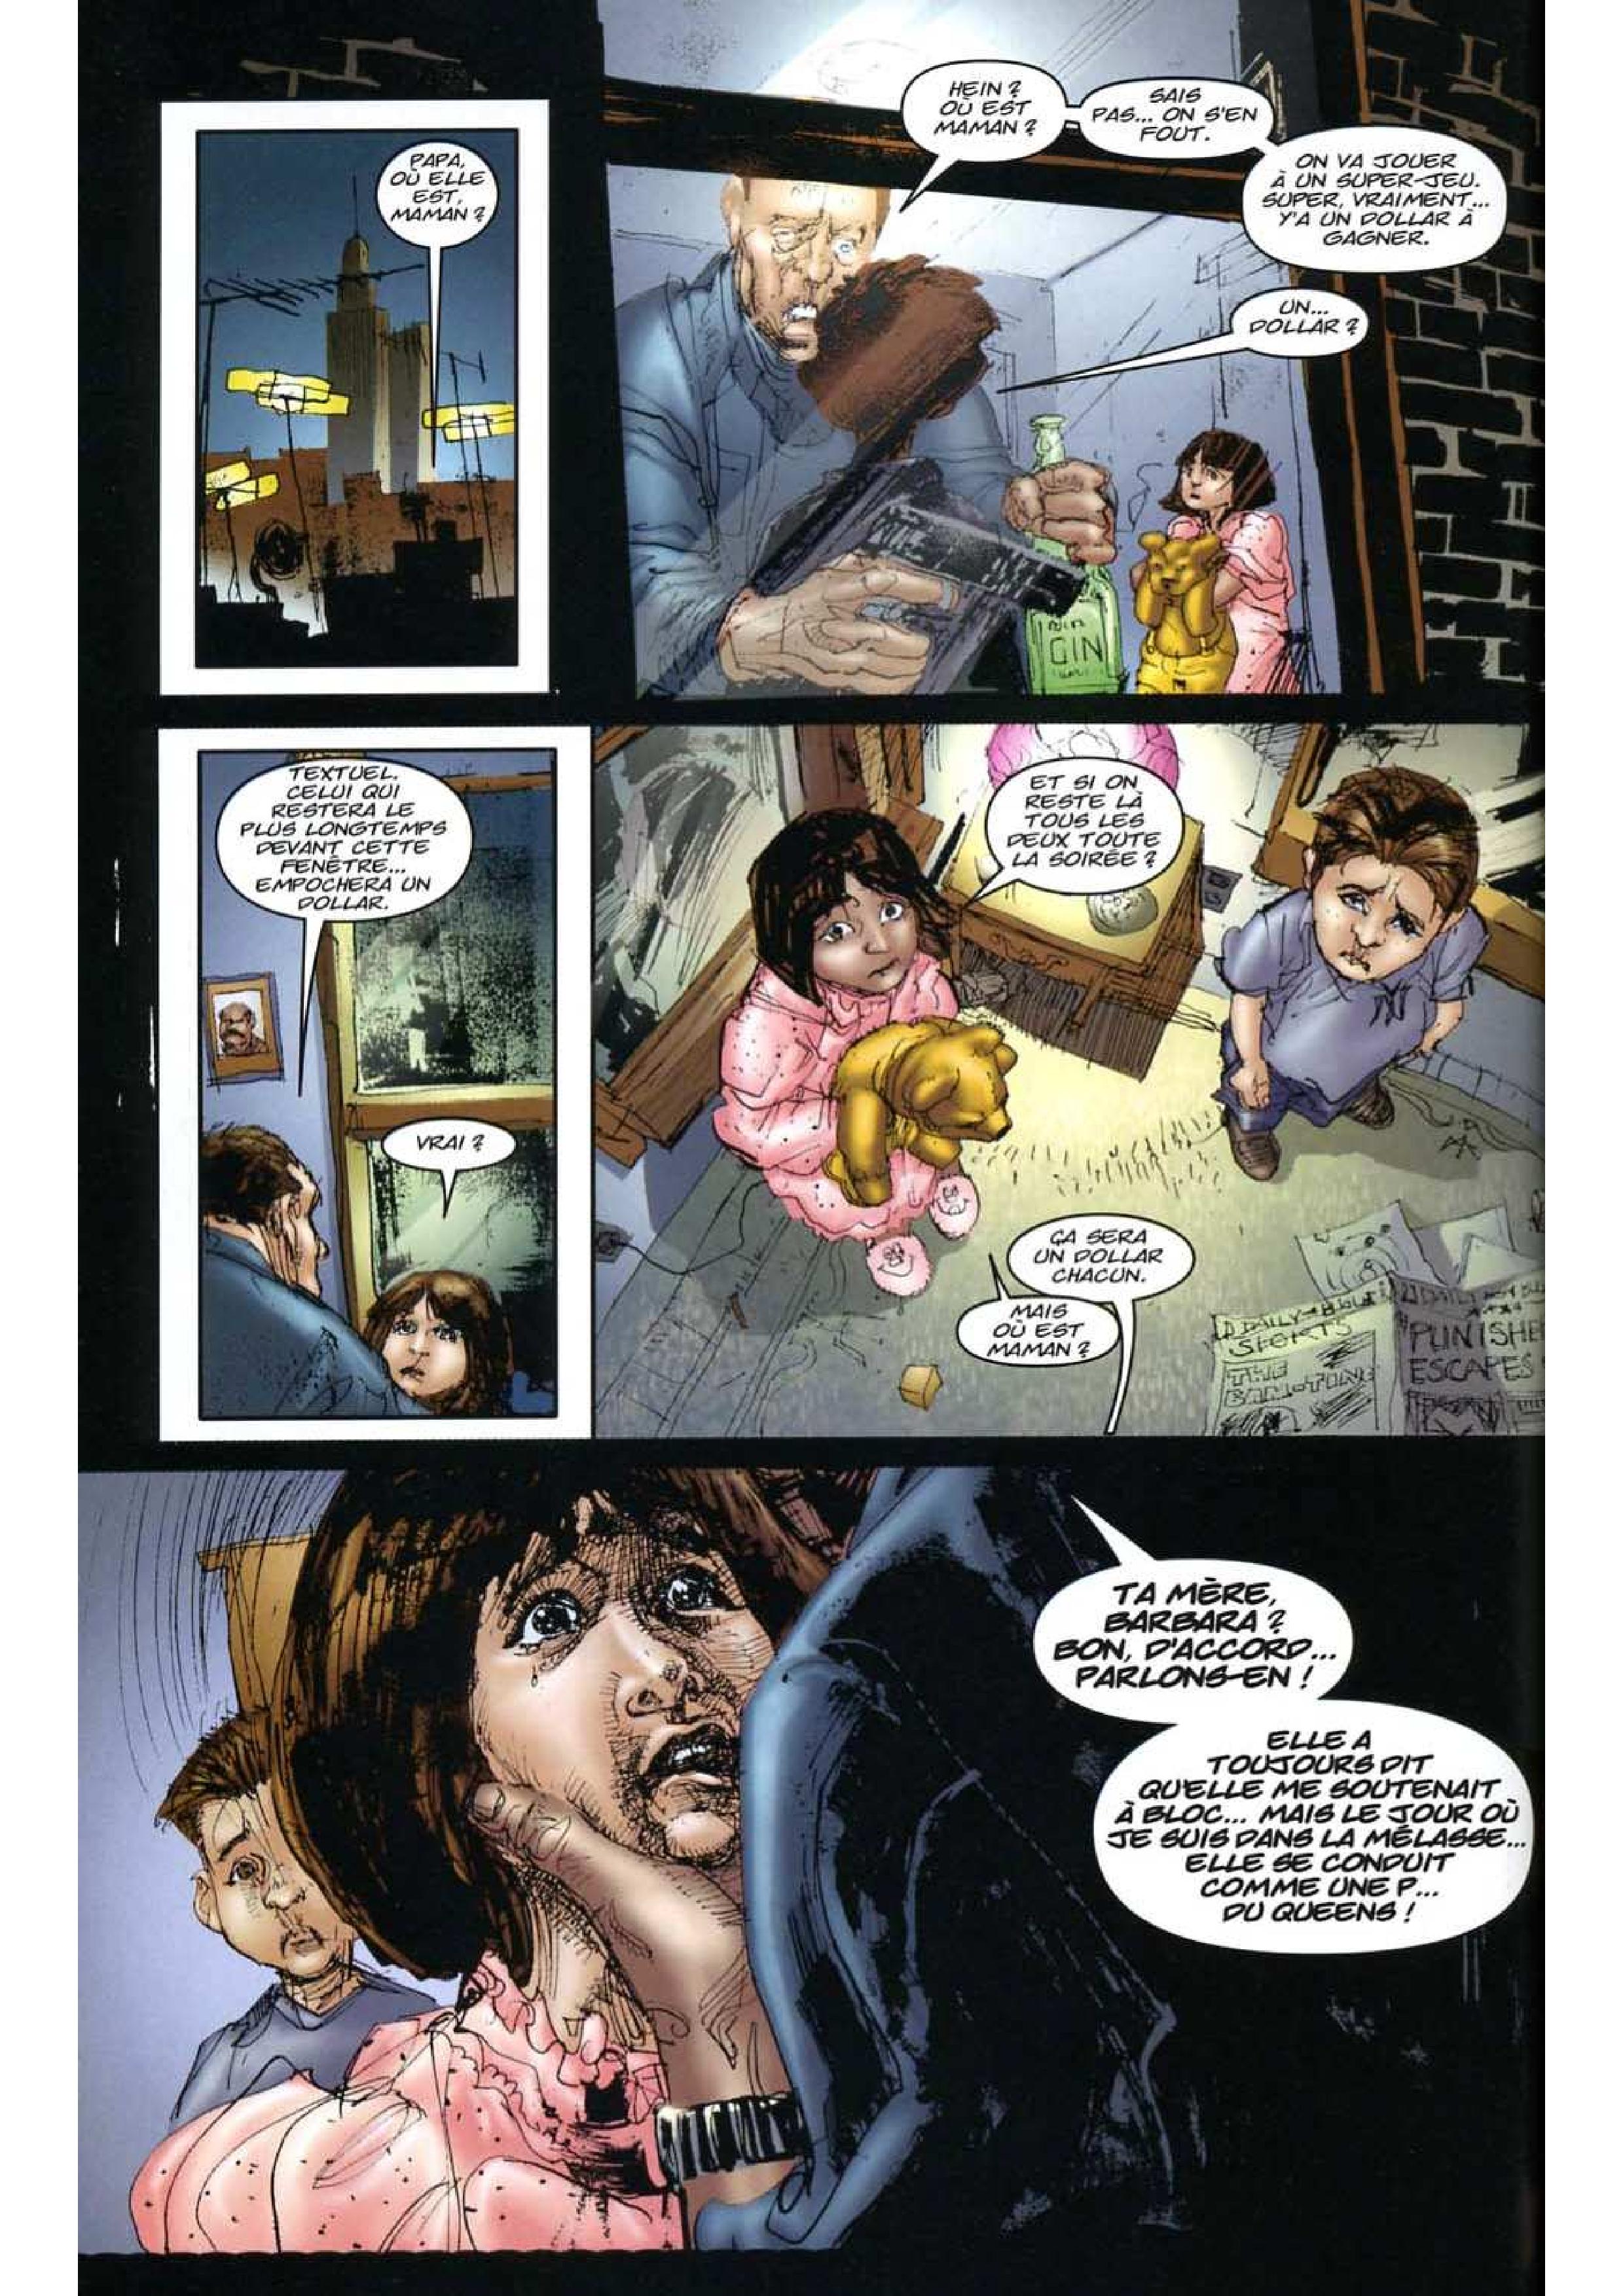 PAPA,
OÙ ELLE
EST,
MAMAN ?
HEIN ?
OÙ EST
MAMAN ?
SAIS
PAS... ON S'EN
FOUT.
ON VA JOUER
À UN SUPER-JEU.
SUPER, VRAIMENT...
Y'A UN DOLLAR À
GAGNER.
UN...
DOLLAR ?
GIN
TEXTUEL.
CELUI QUI
RESTERA LE
PLUS LONGTEMPS
DEVANT CETTE
FENÊTRE...
EMPOCHERA UN
DOLLAR.
VRAI ?
ET SI ON
RESTE LÀ
TOUS LES
DEUX TOUTE
LA SOIRÉE ?
ÇA SERA
UN DOLLAR
CHACUN.
MAIS
OÙ EST
MAMAN ?
DAILY
THE
PUNISHE
ESCAPES
TA MÈRE,
BARBARA ?
BON, D'ACCORD...
PARLONS-EN !
ELLE A
TOUJOURS DIT
QU'ELLE ME SOUTENAIT
À BLOC... MAIS LE JOUR OÙ
JE SUIS DANS LA MÉLASSE...
ELLE SE CONDUIT
COMME UNE P...
DU QUEENS !